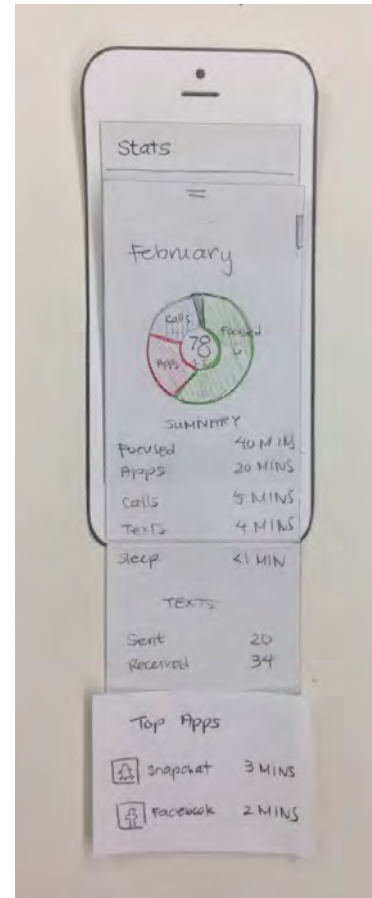 Stats
February
Calls
Focused
78
Apps
SUMMARY
Focused 40 MINS
Apps 20 MINS
Calls 5 MINS
Texts 4 MINS
Sleep <1 MIN
TEXTS
Sent 20
Received 34
Top Apps
Snapchat 3 MINS
Facebook 2 MINS